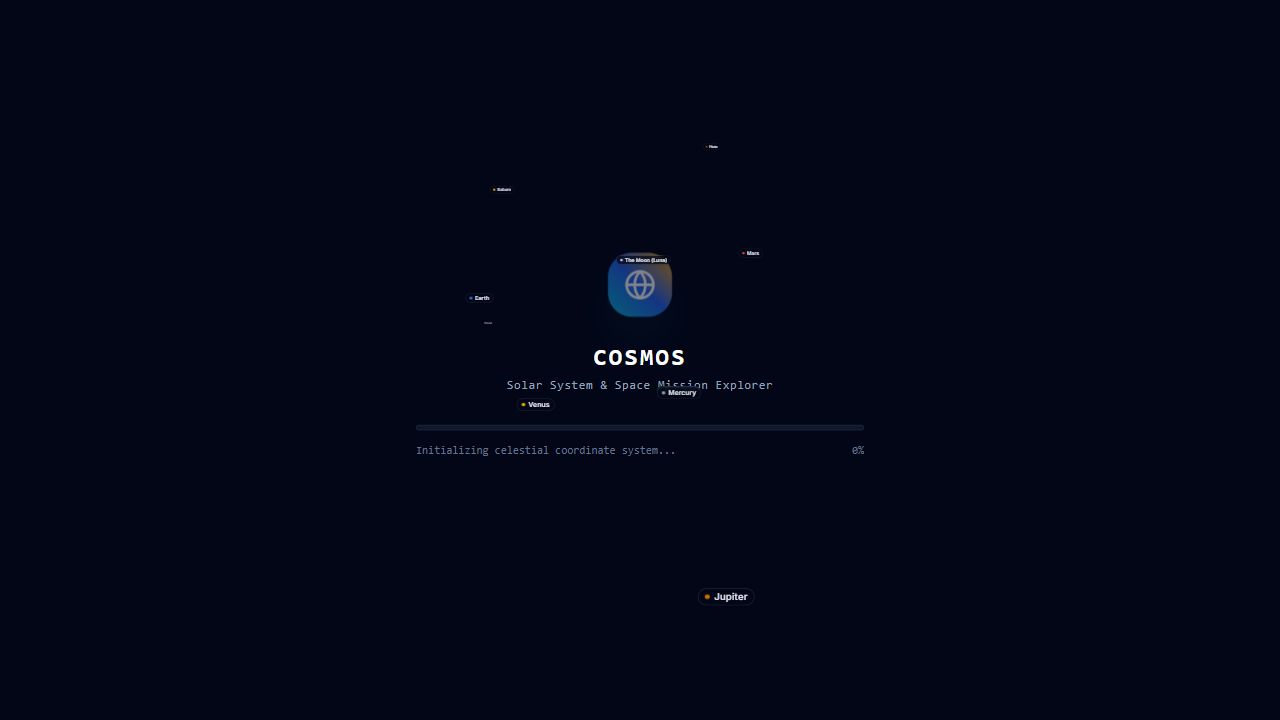 Saturn
Mars
The Moon (Luna)
Earth
COSMOS
Solar System & Space Mission Explorer
Mercury
Venus
Initializing celestial coordinate system... 0%
Jupiter